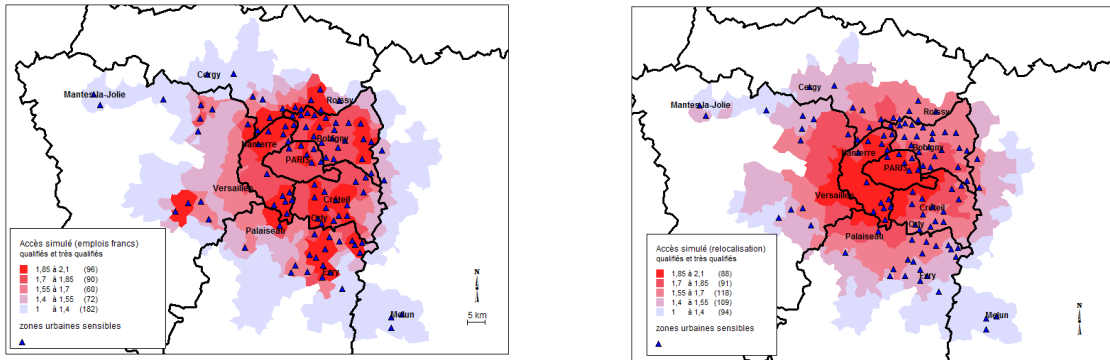 Cergy
Mantes-la-Jolie
Roissy
Nanterre
Bobigny
PARIS
Versailles
Créteil
Orly
Palaiseau
Evry
Melun
Accès simulé (emplois francs)
qualifiés et très qualifiés
1,85 à 2,1 (96)
1,7 à 1,85 (90)
1,55 à 1,7 (60)
1,4 à 1,55 (72)
1 à 1,4 (182)
zones urbaines sensibles
N
5 km
Cergy
Mantes-la-Jolie
Roissy
Nanterre
Bobigny
PARIS
Versailles
Créteil
Orly
Palaiseau
Evry
Melun
Accès simulé (relocalisation)
qualifiés et très qualifiés
1,85 à 2,1 (88)
1,7 à 1,85 (91)
1,55 à 1,7 (118)
1,4 à 1,55 (109)
1 à 1,4 (94)
zones urbaines sensibles
N